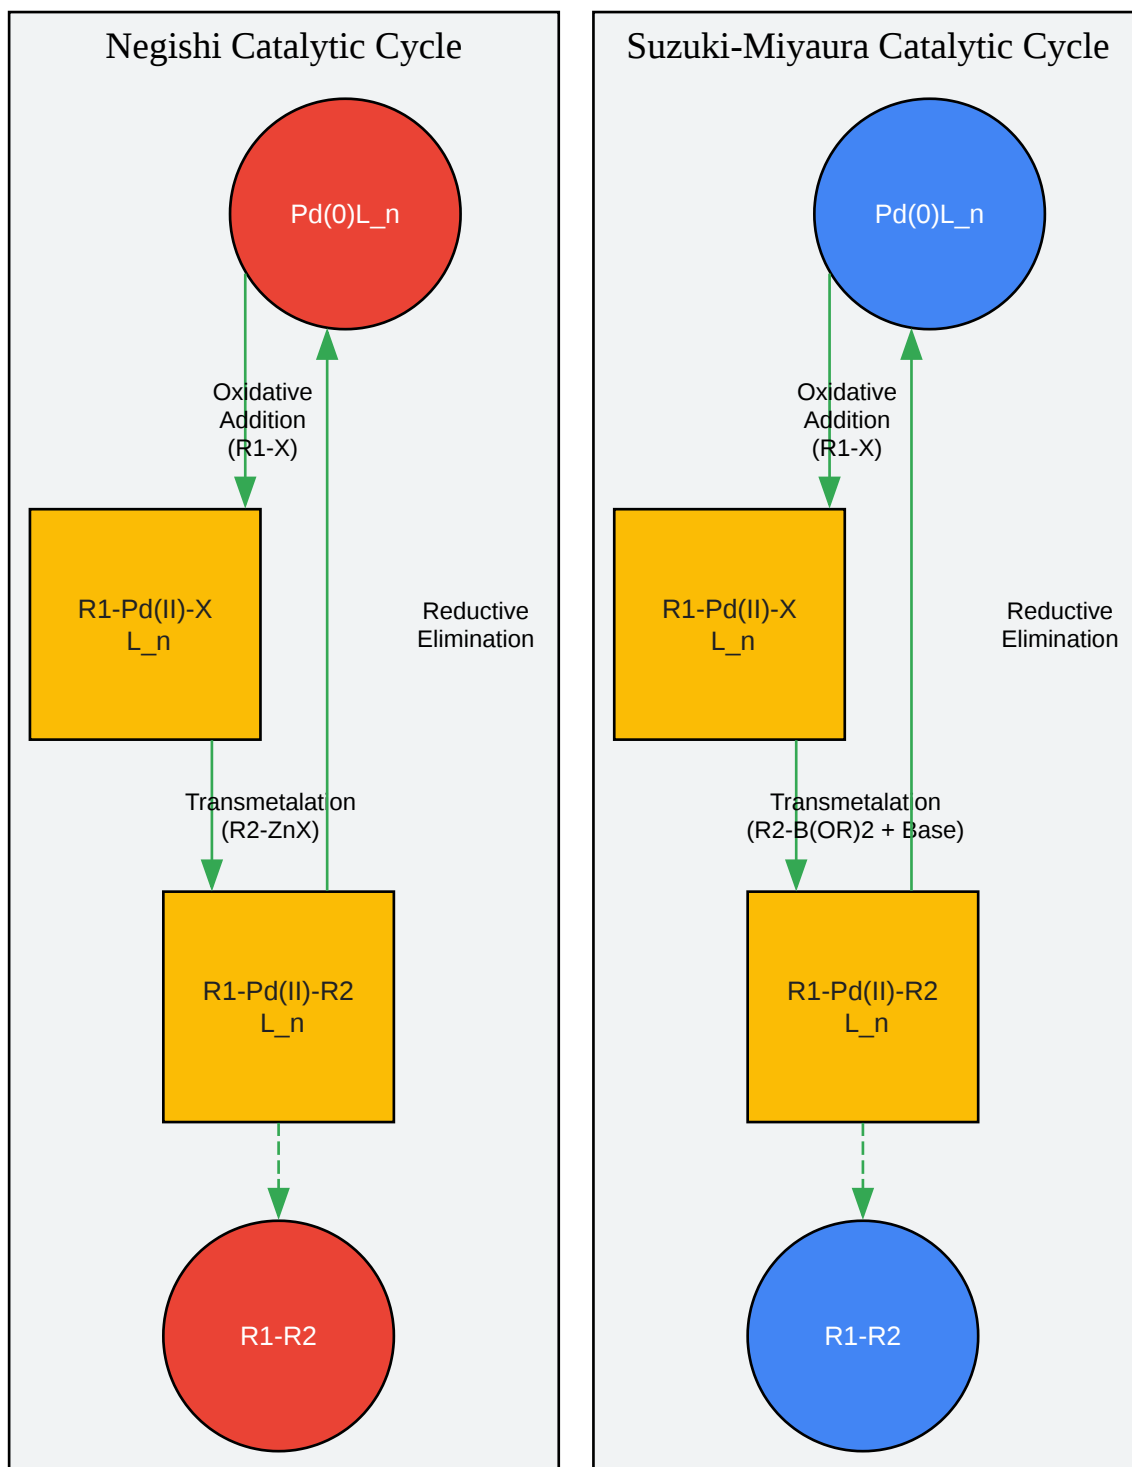 Negishi Catalytic Cycle
Pd(0)L_n
Oxidative
Addition
(R1-X)
R1-Pd(II)-X
L_n
Reductive
Elimination
Transmetalation
(R2-ZnX)
R1-Pd(II)-R2
L_n
R1-R2
Suzuki-Miyaura Catalytic Cycle
Pd(0)L_n
Oxidative
Addition
(R1-X)
R1-Pd(II)-X
L_n
Reductive
Elimination
Transmetalation
(R2-B(OR)2 + Base)
R1-Pd(II)-R2
L_n
R1-R2